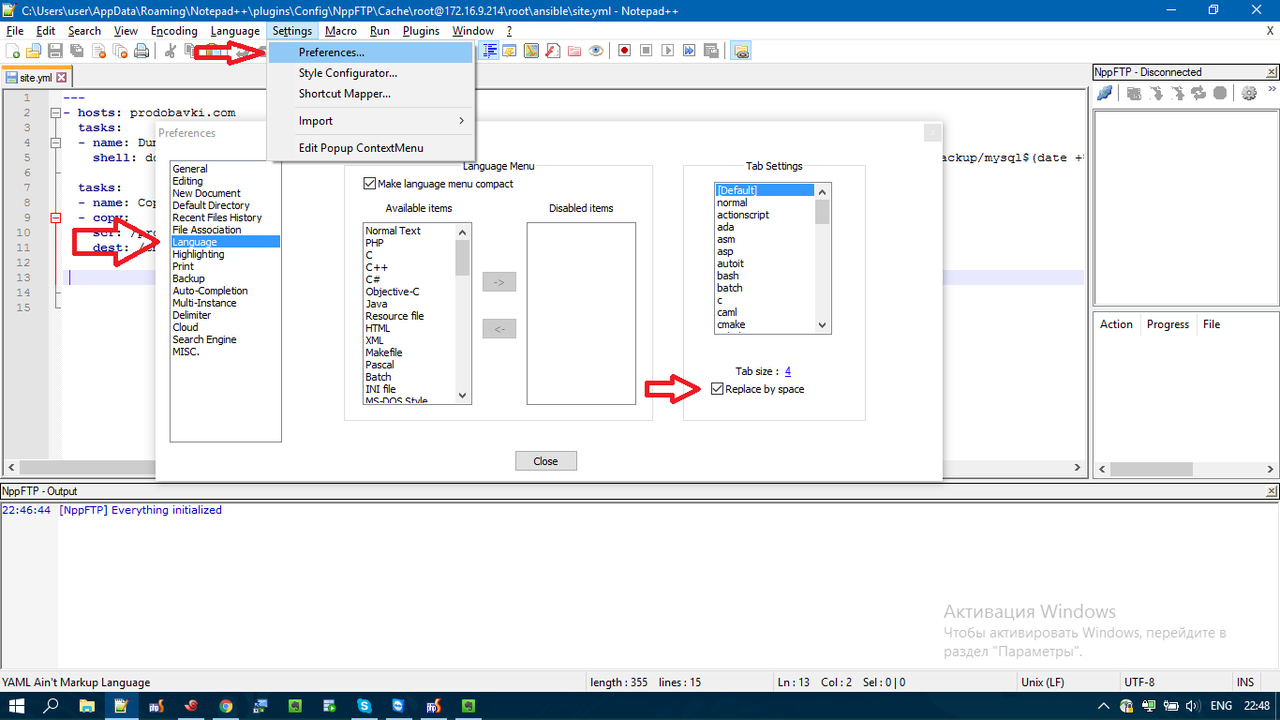 C:\Users\user\AppData\Roaming\Notepad++\plugins\Config\NppFTP\Cache\root@172.16.9.214\root\ansible\site.yml - Notepad++
File Edit Search View Encoding Language Settings Macro Run Plugins Window ? X
Preferences...
Style Configurator...
Shortcut Mapper...
Import
Edit Popup ContextMenu
site.yml
NppFTP - Disconnected
1 ---
2 - hosts: prodobavki.com
3 tasks:
4 - name:
5 shell:
ackup/mysql$(date +
6
7 tasks:
8 - name:
9 - copy:
10
11 dest:
12
13
14
15
Preferences
General
Editing
New Document
Default Directory
Recent Files History
File Association
Language
Highlighting
Print
Backup
Auto-Completion
Multi-Instance
Delimiter
Cloud
Search Engine
MISC.
Language Menu
Make language menu compact
Available items
Disabled items
Normal Text
PHP
C
C++
C#
Objective-C
Java
Resource file
HTML
XML
Makefile
Pascal
Batch
INI file
MS-DOS Style
->
<-
Tab Settings
[Default]
normal
actionscript
ada
asm
asp
autoit
bash
batch
c
caml
cmake
Tab size : 4
Replace by space
Close
Action Progress File
NppFTP - Output
22:46:44 [NppFTP] Everything initialized
Активация Windows
Чтобы активировать Windows, перейдите в
раздел "Параметры".
YAML Ain't Markup Language length : 355 lines : 15 Ln : 13 Col : 2 Sel : 0 | 0 Unix (LF) UTF-8 INS
ENG 22:48